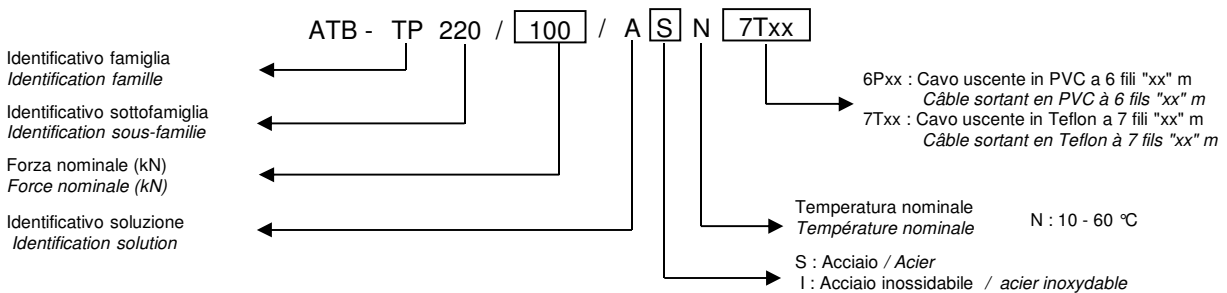 ATB - TP 220 / 100 / A S N 7Txx
Identificativo famiglia
Identification famille
Identificativo sottofamiglia
Identification sous-familie
Forza nominale (kN)
Force nominale (kN)
Identificativo soluzione
Identification solution
6Pxx : Cavo uscente in PVC a 6 fili "xx" m
Câble sortant en PVC à 6 fils "xx" m
7Txx : Cavo uscente in Teflon a 7 fili "xx" m
Câble sortant en Teflon à 7 fils "xx" m
Temperatura nominale
Température nominale
N : 10 - 60 °C
S : Acciaio / Acier
I : Acciaio inossidabile / acier inoxydable